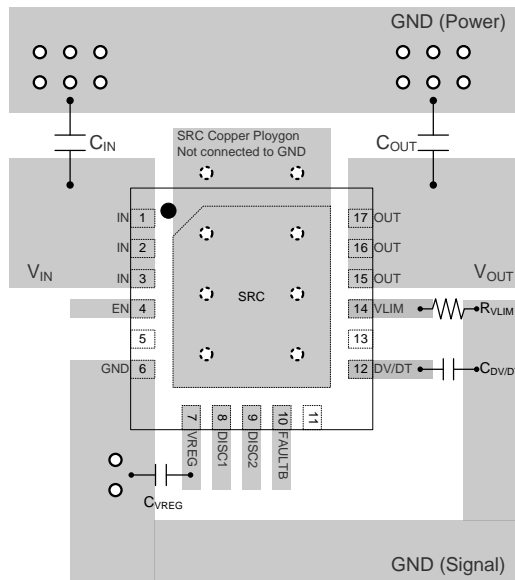 GND (Power)
CIN
SRC Copper Ploygon
Not connected to GND
COUT
IN 1
17 OUT
IN 2
16 OUT
VIN
IN 3
15 OUT
VOUT
EN 4
SRC
14 VLIM
RVLIM
5
13
GND 6
12 DV/DT
CDV/DT
7 VREG
8 DISC1
9 DISC2
10 FAULTB
11
CVREG
GND (Signal)